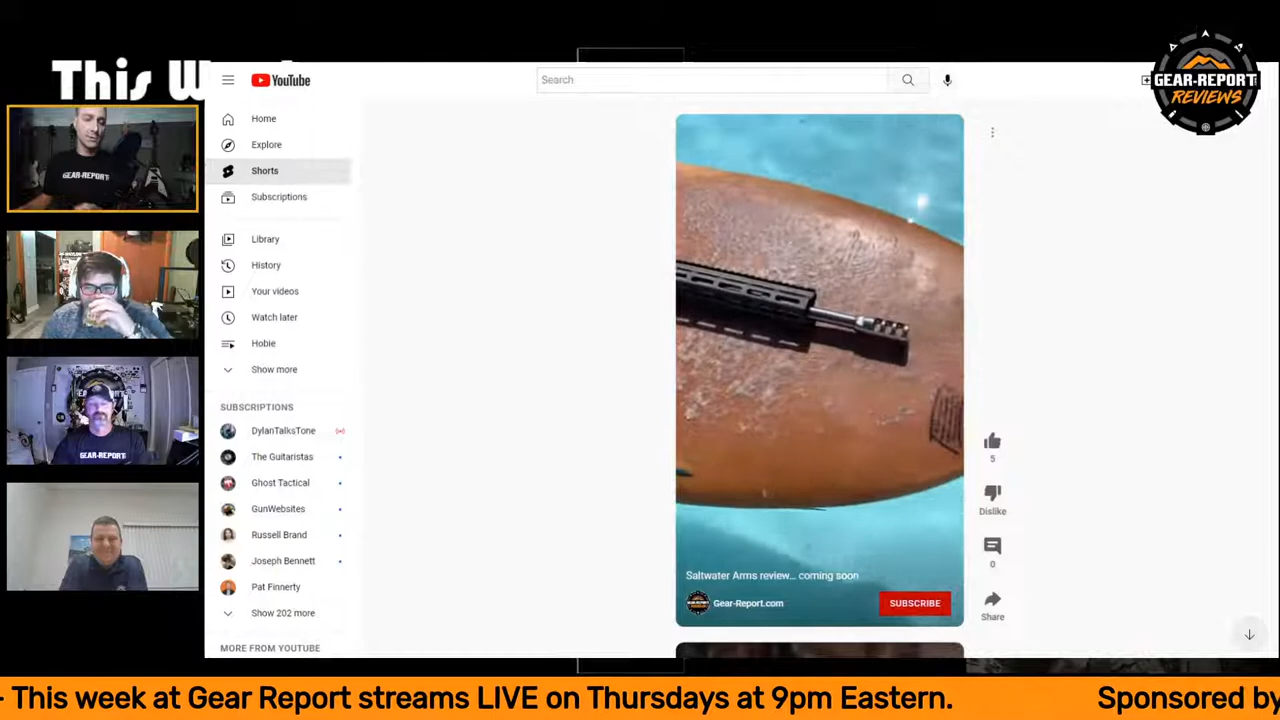 This W
YouTube
Search
GEAR-REPORT
REVIEWS
Home
Explore
Shorts
Subscriptions
Library
History
Your videos
Watch later
Hobie
Show more
SUBSCRIPTIONS
DylanTalksTone
The Guitaristas
Ghost Tactical
GunWebsites
Russell Brand
Joseph Bennett
Pat Finnerty
Show 202 more
MORE FROM YOUTUBE
GEAR-REPORT
GEAR-REPORT
5
Dislike
0
Share
Saltwater Arms review... coming soon
Gear-Report.com
SUBSCRIBE
This week at Gear Report streams LIVE on Thursdays at 9pm Eastern.
Sponsored by